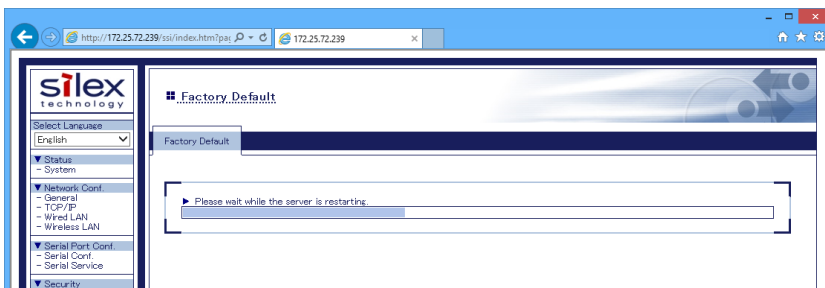 http://172.25.72.239/ssi/index.htm?pag
172.25.72.239
silex
technology
Select Language
English
▼ Status
- System
▼ Network Conf.
- General
- TCP/IP
- Wired LAN
- Wireless LAN
▼ Serial Port Conf.
- Serial Conf.
- Serial Service
▼ Security
Factory Default
Factory Default
▶ Please wait while the server is restarting.